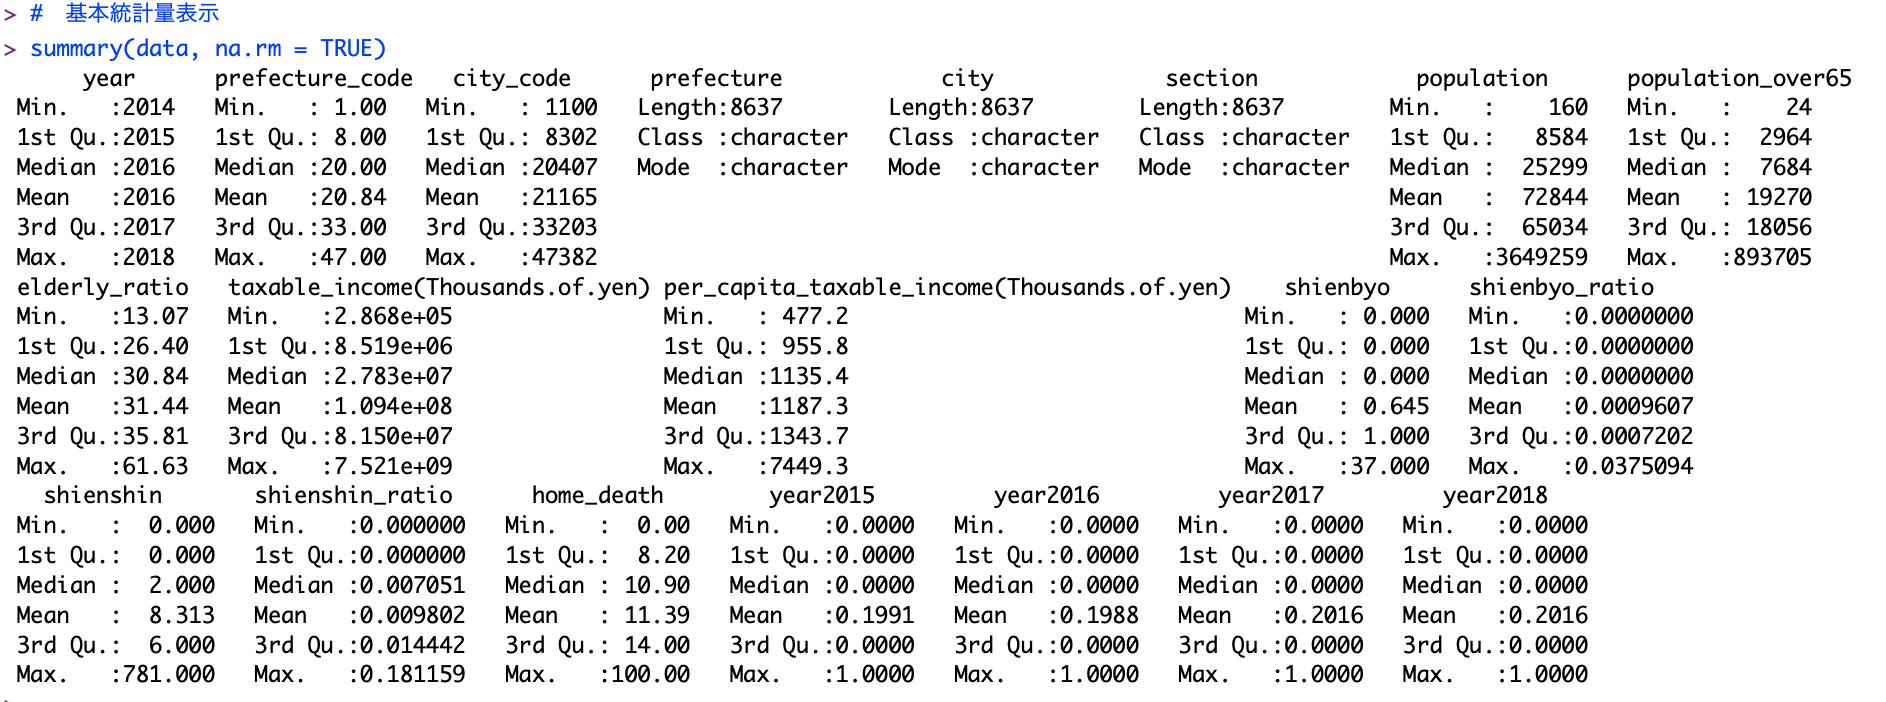 > # 基本統計量表示
> summary(data, na.rm = TRUE)
year prefecture_code city_code prefecture city section population population_over65
Min. :2014 Min. : 1.00 Min. : 1100 Length:8637 Length:8637 Length:8637 Min. : 160 Min. : 24
1st Qu.:2015 1st Qu.: 8.00 1st Qu.: 8302 Class :character Class :character Class :character 1st Qu.: 8584 1st Qu.: 2964
Median :2016 Median :20.00 Median :20407 Mode :character Mode :character Mode :character Median : 25299 Median : 7684
Mean :2016 Mean :20.84 Mean :21165 Mean : 72844 Mean : 19270
3rd Qu.:2017 3rd Qu.:33.00 3rd Qu.:33203 3rd Qu.: 65034 3rd Qu.: 18056
Max. :2018 Max. :47.00 Max. :47382 Max. :3649259 Max. :893705
elderly_ratio taxable_income(Thousands.of.yen) per_capita_taxable_income(Thousands.of.yen) shienbyo shienbyo_ratio
Min. :13.07 Min. :2.868e+05 Min. : 477.2 Min. : 0.000 Min. :0.0000000
1st Qu.:26.40 1st Qu.:8.519e+06 1st Qu.: 955.8 1st Qu.: 0.000 1st Qu.:0.0000000
Median :30.84 Median :2.783e+07 Median :1135.4 Median : 0.000 Median :0.0000000
Mean :31.44 Mean :1.094e+08 Mean :1187.3 Mean : 0.645 Mean :0.0009607
3rd Qu.:35.81 3rd Qu.:8.150e+07 3rd Qu.:1343.7 3rd Qu.: 1.000 3rd Qu.:0.0007202
Max. :61.63 Max. :7.521e+09 Max. :7449.3 Max. :37.000 Max. :0.0375094
shienshin shienshin_ratio home_death year2015 year2016 year2017 year2018
Min. : 0.000 Min. :0.000000 Min. : 0.00 Min. :0.0000 Min. :0.0000 Min. :0.0000 Min. :0.0000
1st Qu.: 0.000 1st Qu.:0.000000 1st Qu.: 8.20 1st Qu.:0.0000 1st Qu.:0.0000 1st Qu.:0.0000 1st Qu.:0.0000
Median : 2.000 Median :0.007051 Median : 10.90 Median :0.0000 Median :0.0000 Median :0.0000 Median :0.0000
Mean : 8.313 Mean :0.009802 Mean : 11.39 Mean :0.1991 Mean :0.1988 Mean :0.2016 Mean :0.2016
3rd Qu.: 6.000 3rd Qu.:0.014442 3rd Qu.: 14.00 3rd Qu.:0.0000 3rd Qu.:0.0000 3rd Qu.:0.0000 3rd Qu.:0.0000
Max. :781.000 Max. :0.181159 Max. :100.00 Max. :1.0000 Max. :1.0000 Max. :1.0000 Max. :1.0000